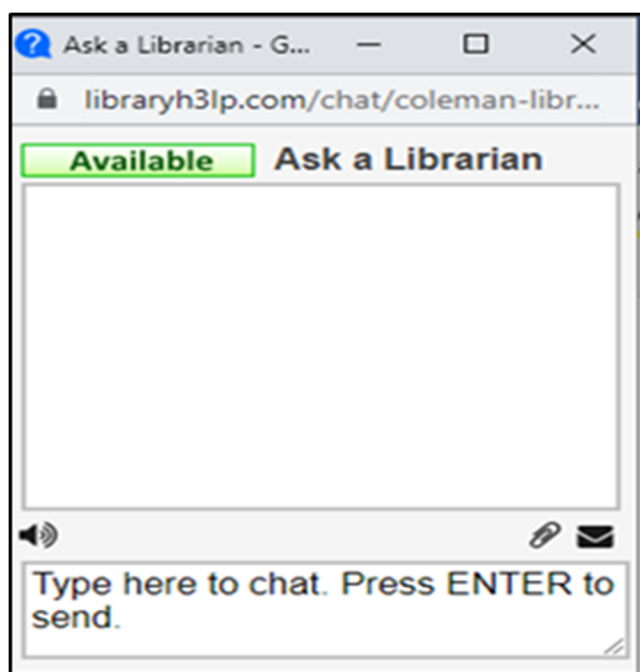 Ask a Librarian - G...
libraryh3lp.com/chat/coleman-libr...
Available Ask a Librarian
Type here to chat. Press ENTER to
send.